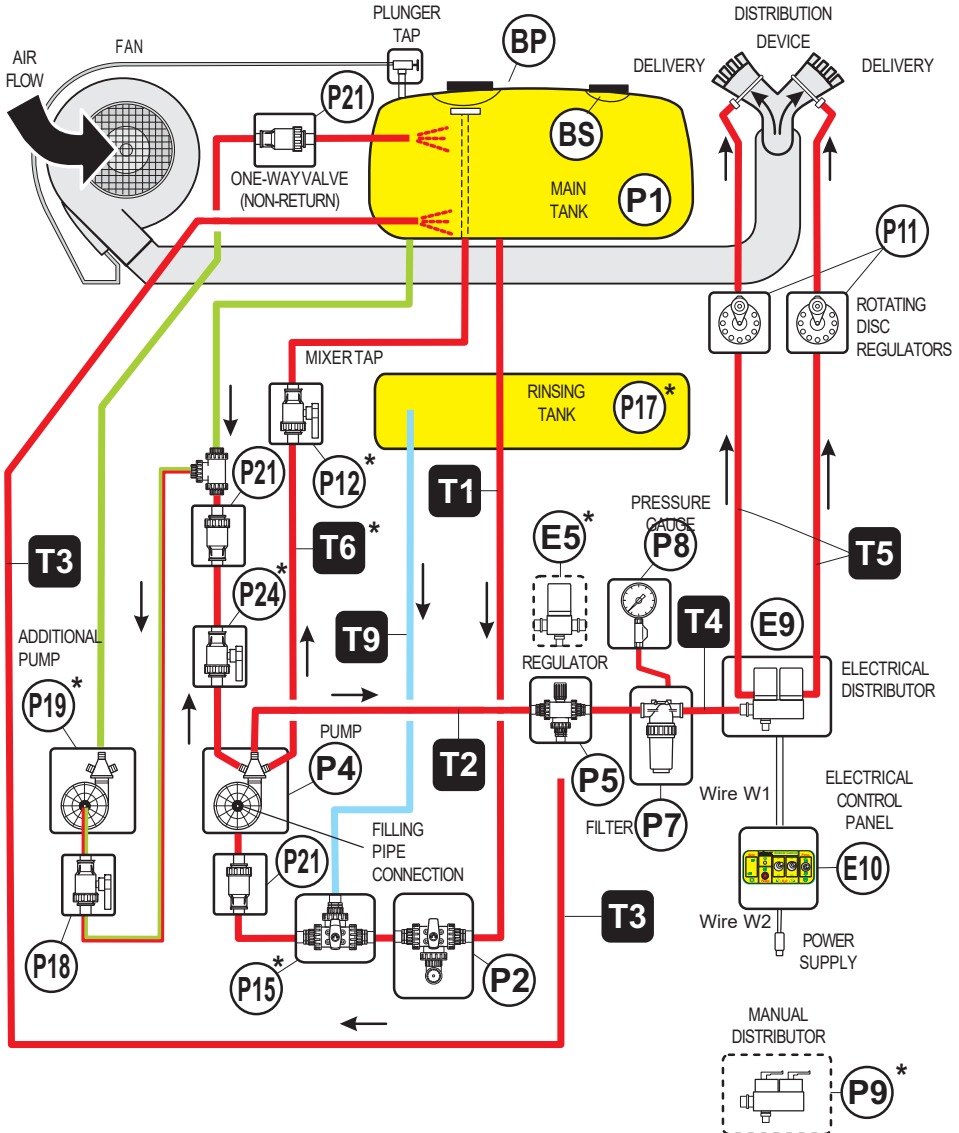 PLUNGER
TAP
DISTRIBUTION
DEVICE
BP
FAN
AIR
FLOW
DELIVERY
DELIVERY
P21
BS
ONE-WAY VALVE
(NON-RETURN)
MAIN
TANK
P1
P11
ROTATING
DISC
REGULATORS
MIXER TAP
RINSING
TANK
P17*
P12*
P21
T1
PRESSURE
GAUGE
E5*
P8
T3
T6*
T5
P24*
T9
T4
E9
ADDITIONAL
PUMP
REGULATOR
ELECTRICAL
DISTRIBUTOR
P19*
PUMP
P4
T2
P5
Wire W1
ELECTRICAL
CONTROL
PANEL
FILTER
P7
FILLING
PIPE
CONNECTION
P21
E10
T3
Wire W2
P18
P15*
P2
POWER
SUPPLY
MANUAL
DISTRIBUTOR
P9*